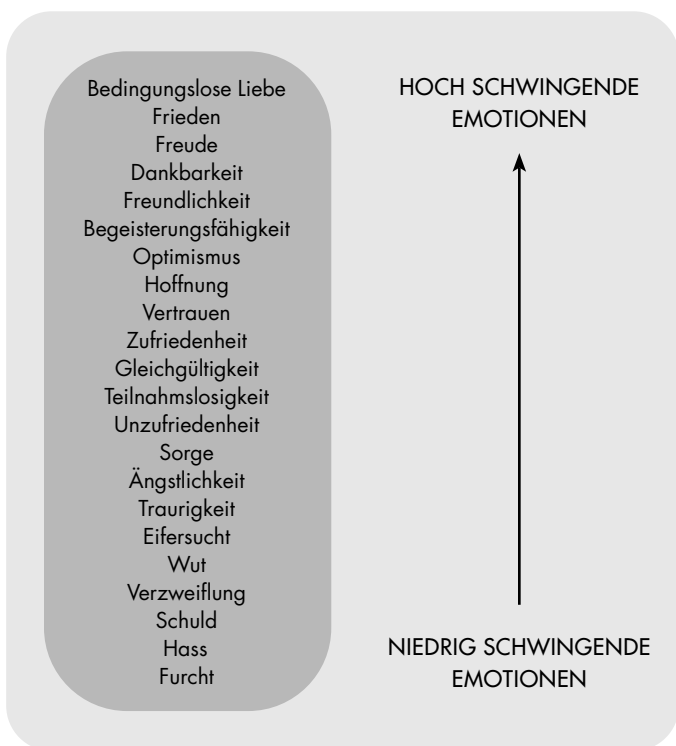 Bedingungslose Liebe
Frieden
Freude
Dankbarkeit
Freundlichkeit
Begeisterungsfähigkeit
Optimismus
Hoffnung
Vertrauen
Zufriedenheit
Gleichgültigkeit
Teilnahmslosigkeit
Unzufriedenheit
Sorge
Ängstlichkeit
Traurigkeit
Eifersucht
Wut
Verzweiflung
Schuld
Hass
Furcht
HOCH SCHWINGENDE
EMOTIONEN
NIEDRIG SCHWINGENDE
EMOTIONEN